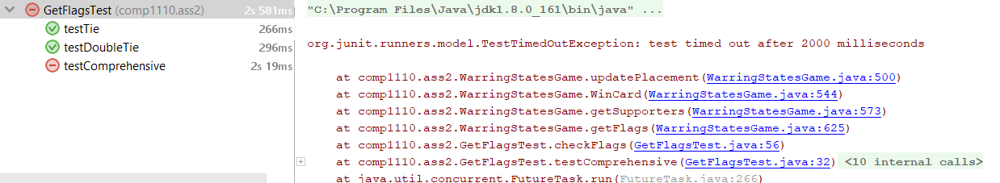 GetFlagsTest (comp1110.ass2) 2s 581ms
testTie 266ms
testDoubleTie 296ms
testComprehensive 2s 19ms
"C:\Program Files\Java\jdk1.8.0_161\bin\java" ...
org.junit.runners.model.TestTimedOutException: test timed out after 2000 milliseconds
at comp1110.ass2.WarringStatesGame.updatePlacement(WarringStatesGame.java:500)
at comp1110.ass2.WarringStatesGame.WinCard(WarringStatesGame.java:544)
at comp1110.ass2.WarringStatesGame.getSupporters(WarringStatesGame.java:573)
at comp1110.ass2.WarringStatesGame.getFlags(WarringStatesGame.java:625)
at comp1110.ass2.GetFlagsTest.checkFlags(GetFlagsTest.java:56)
at comp1110.ass2.GetFlagsTest.testComprehensive(GetFlagsTest.java:32) <10 internal calls>
at java.util.concurrent.FutureTask.run(FutureTask.java:266)